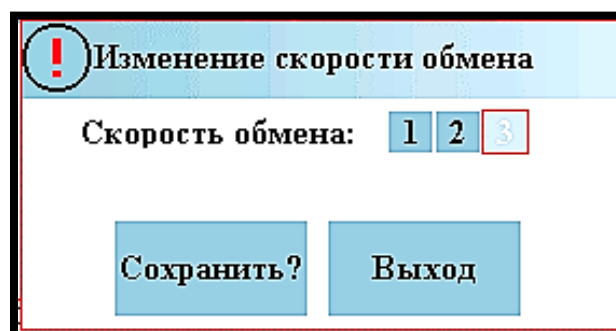 ! Изменение скорости обмена
Скорость обмена: 1 2 3
Сохранить? Выход